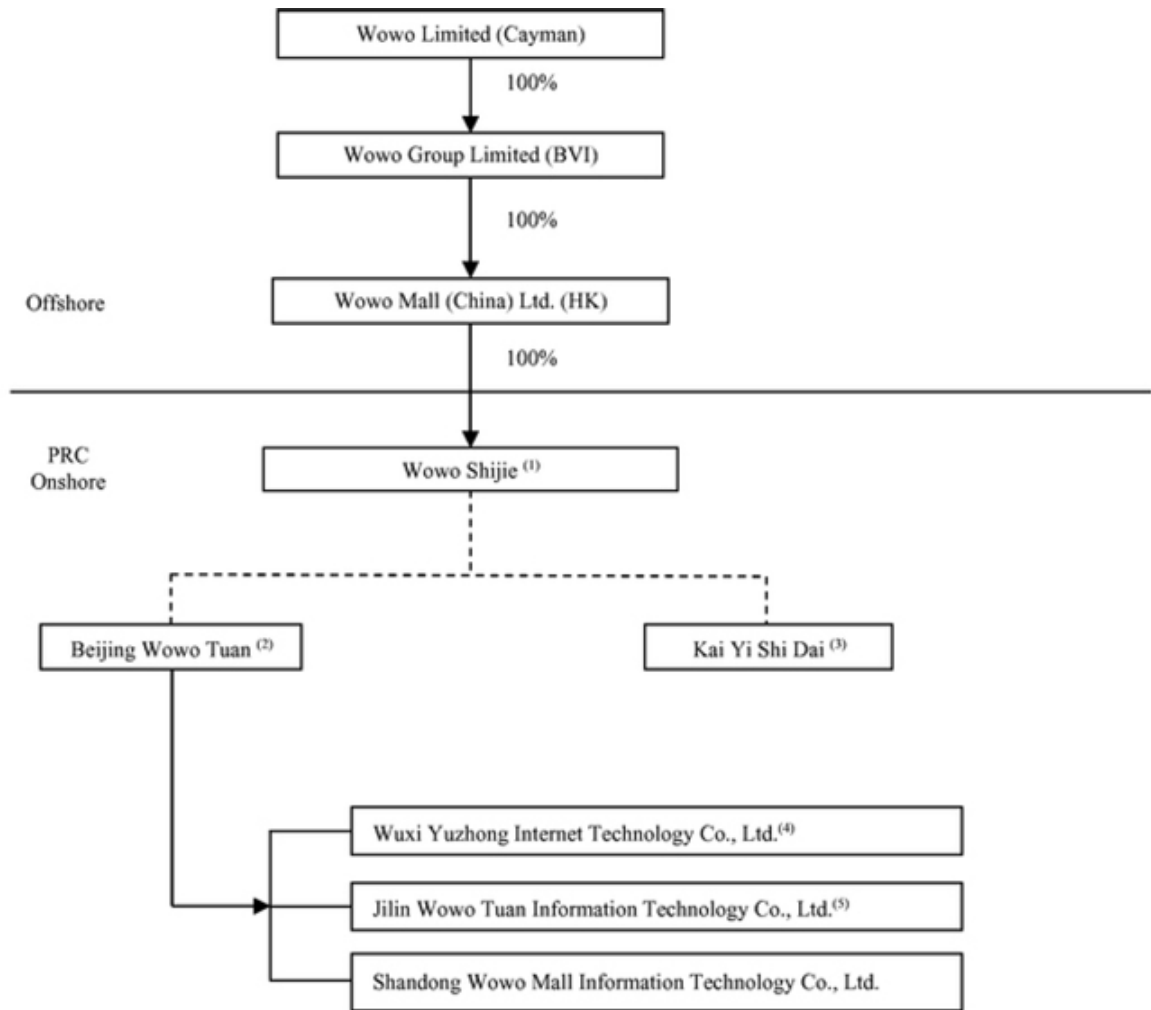 Wowo Limited (Cayman)
100%
Wowo Group Limited (BVI)
100%
Offshore
Wowo Mall (China) Ltd. (HK)
100%
PRC
Onshore
Wowo Shijie (1)
Beijing Wowo Tuan (2)
Kai Yi Shi Dai (3)
Wuxi Yuzhong Internet Technology Co., Ltd.(4)
Jilin Wowo Tuan Information Technology Co., Ltd.(5)
Shandong Wowo Mall Information Technology Co., Ltd.